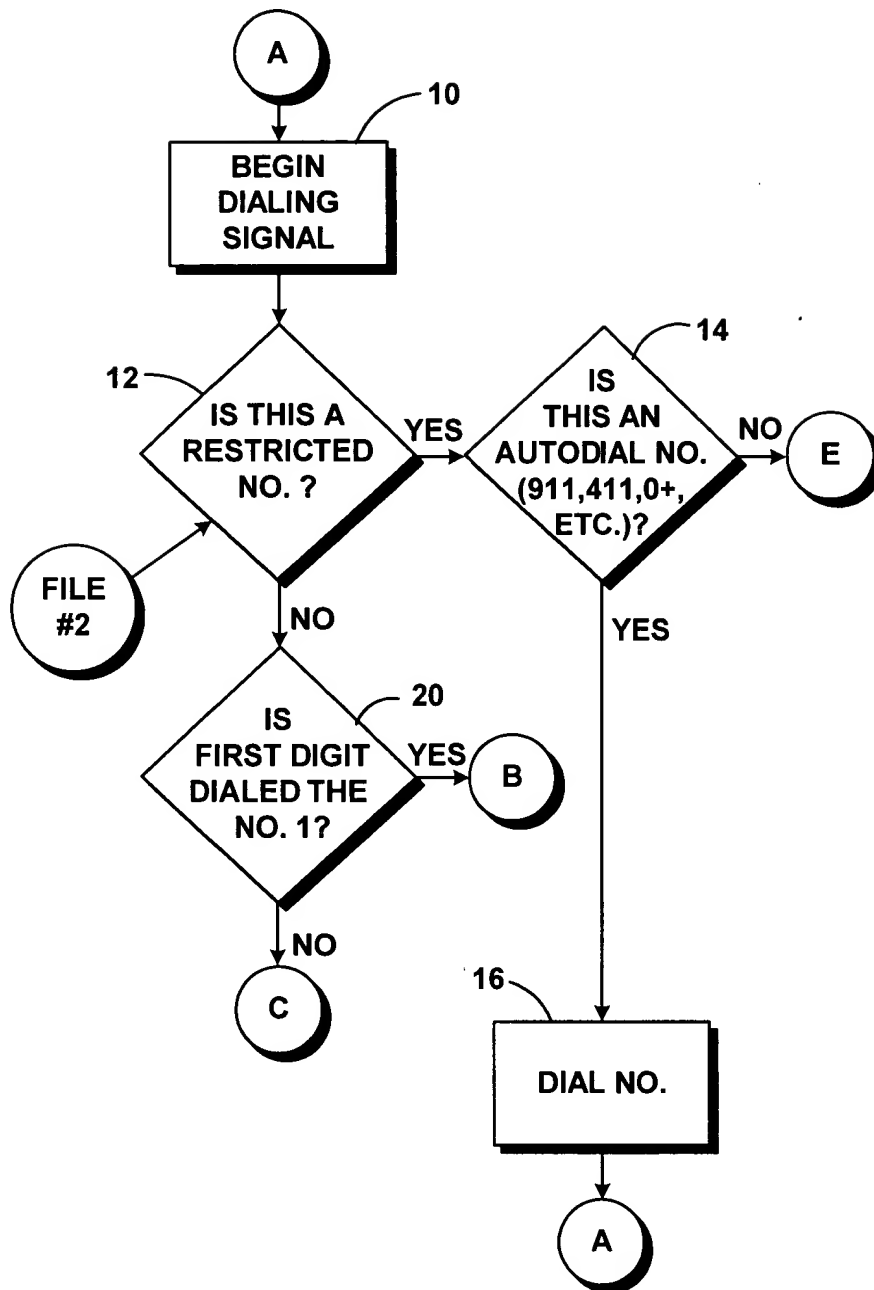 A
10
BEGIN
DIALING
SIGNAL
12
IS THIS A
RESTRICTED
NO. ?
YES
14
IS
THIS AN
AUTODIAL NO.
(911,411,0+,
ETC.)?
NO
E
FILE
#2
NO
YES
20
IS
FIRST DIGIT
DIALED THE
NO. 1?
YES
B
NO
C
16
DIAL NO.
A